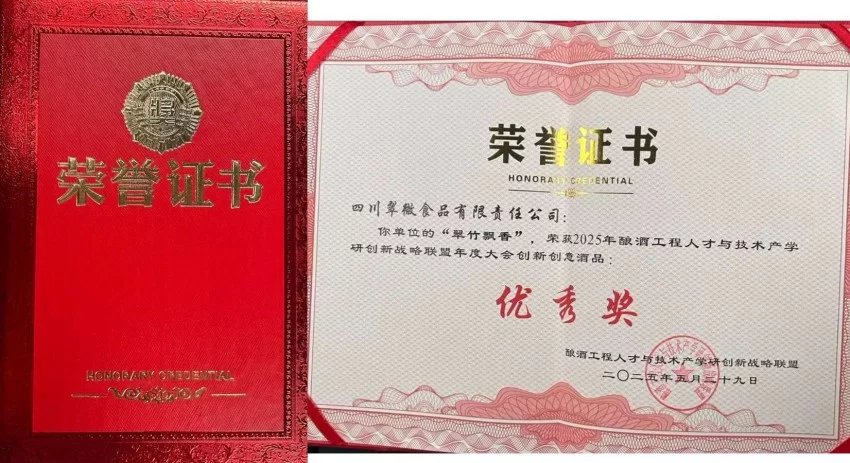 奖
荣誉证书
HONORARY CREDENTIAL
荣誉证书
HONORARY CREDENTIAL
四川翠微食品有限责任公司：
你单位的“翠竹飘香”，荣获2025年酿酒工程人才与技术产学
研创新战略联盟年度大会创新创意酒品：
优秀奖
酿酒工程人才与技术产学研创新战略联盟
二〇二五年五月二十九日